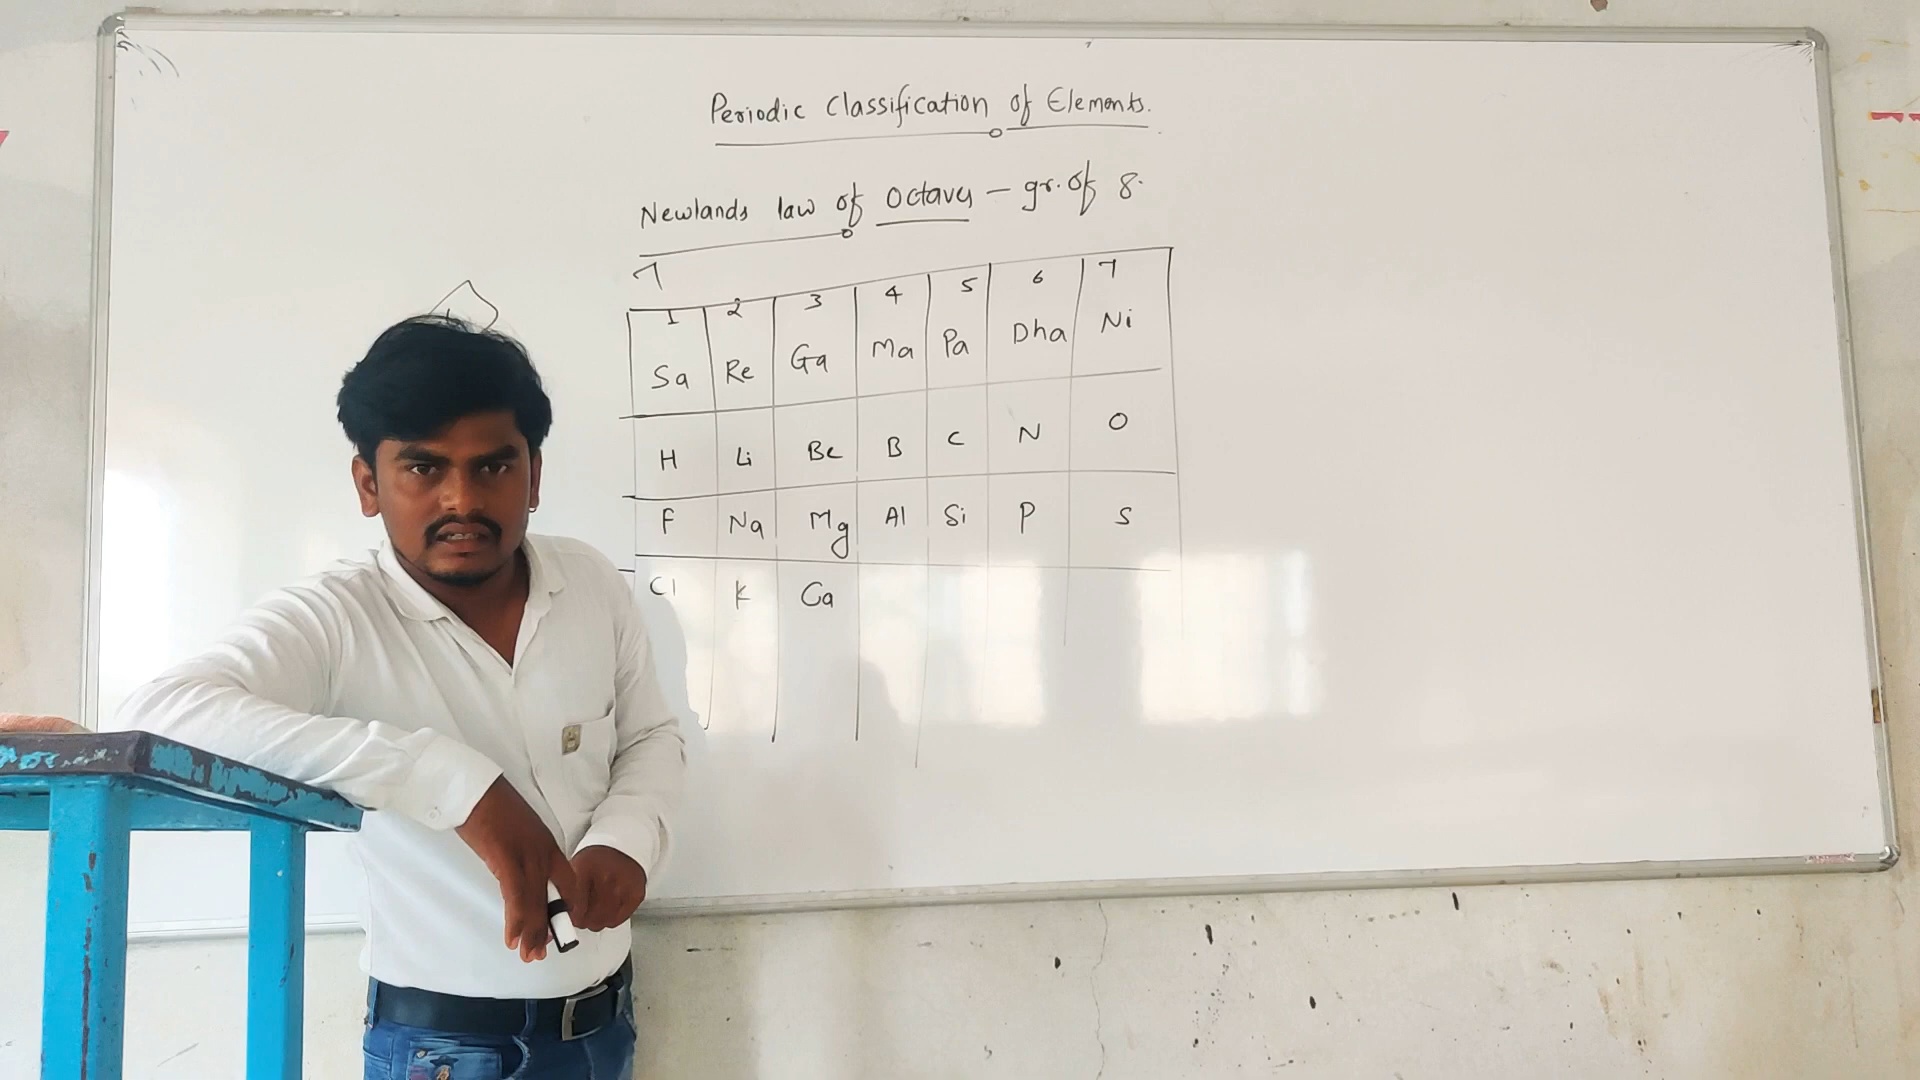 Periodic Classification of Elements.
Newlands law of Octaves – gr. of 8.
1 2 3 4 5 6 7
Sa Re Ga Ma Pa Dha Ni
H Li Be B C N O
F Na Mg Al Si P S
Cl K Ca